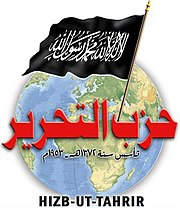 لا إله إلا الله محمد رسول الله
حزب التحرير
تأسس سنة ١٣٧٢هـ - ١٩٥٣م
HIZB-UT-TAHRIR